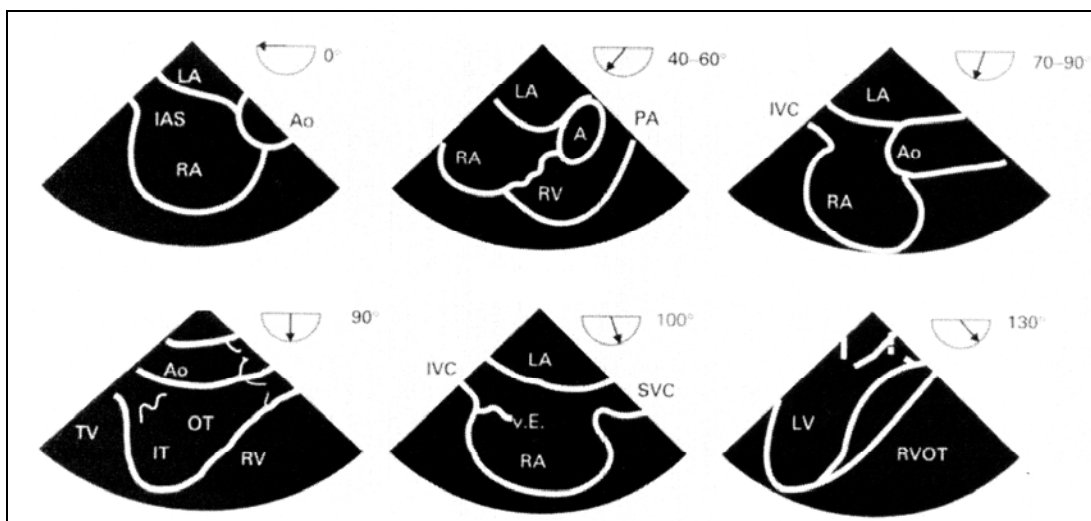 0°
LA
IAS
Ao
RA
40–60°
LA
PA
A
RA
RV
70–90°
IVC
LA
Ao
RA
90°
Ao
OT
TV
IT
RV
100°
IVC
LA
SVC
v.E.
RA
130°
LV
RVOT